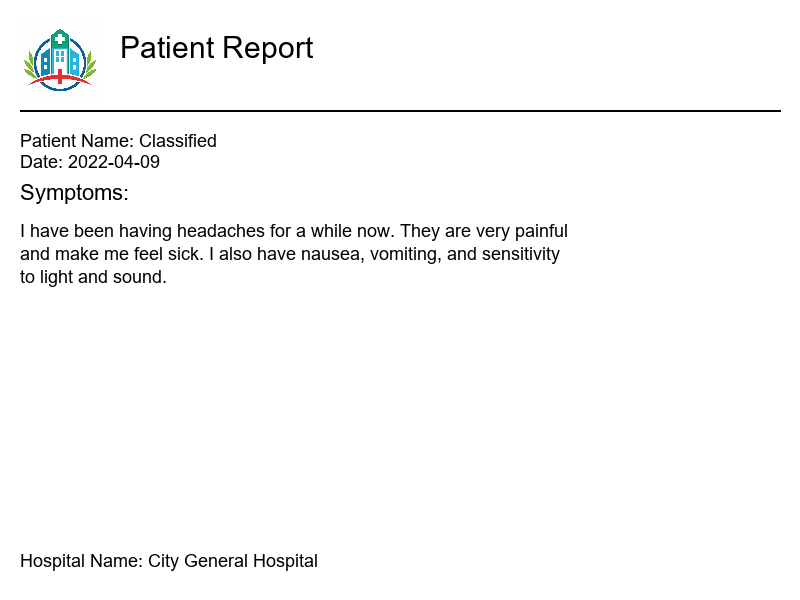 Patient Report
Patient Name: Classified
Date: 2022-04-09
Symptoms:
I have been having headaches for a while now. They are very painful
and make me feel sick. I also have nausea, vomiting, and sensitivity
to light and sound.
Hospital Name: City General Hospital